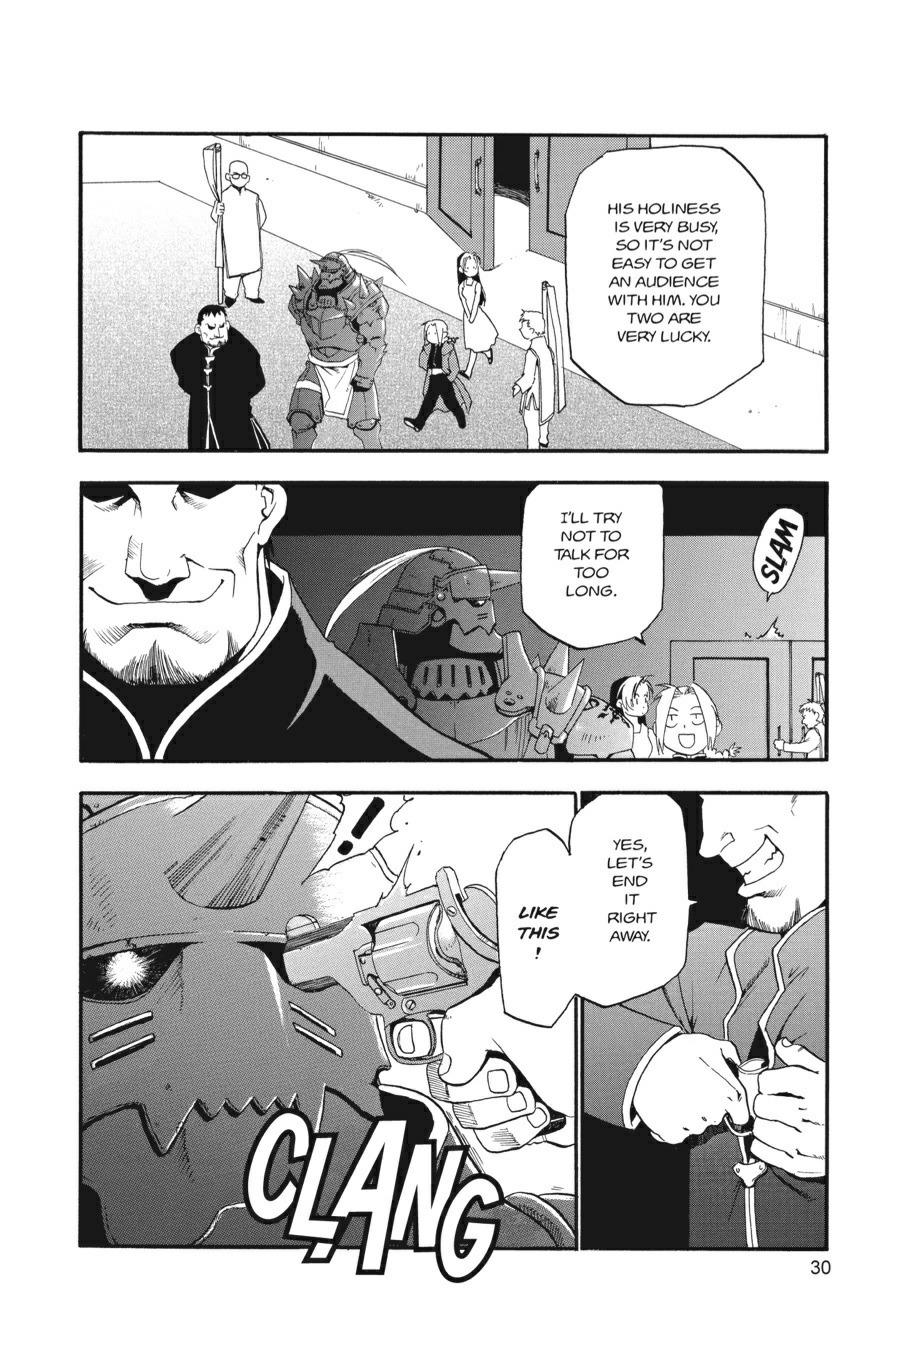 HIS HOLINESS
IS VERY BUSY,
SO IT'S NOT
EASY TO GET
AN AUDIENCE
WITH HIM. YOU
TWO ARE
VERY LUCKY.
I'LL TRY
NOT TO
TALK FOR
TOO
LONG.
SLAM
YES,
LET'S
END
IT
RIGHT
AWAY.
LIKE
THIS
!
!
CLANG
30